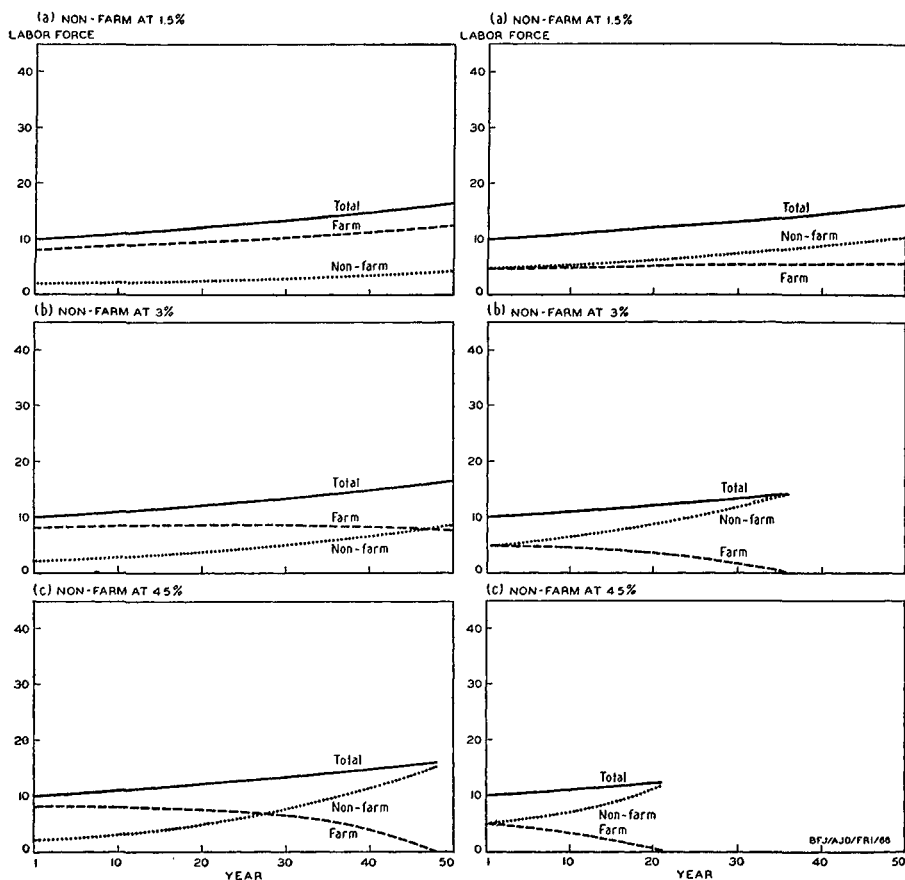 (a) NON-FARM AT 1.5%
LABOR FORCE
40
30
20
10
0
Total
Farm
Non-farm
(a) NON-FARM AT 1.5%
LABOR FORCE
40
30
20
10
0
Total
Non-farm
Farm
(b) NON-FARM AT 3%
40
30
20
10
0
Total
Farm
Non-farm
(b) NON-FARM AT 3%
40
30
20
10
0
Total
Non-farm
Farm
(c) NON-FARM AT 4.5%
40
30
20
10
0
Total
Non-farm
Farm
1 10 20 30 40 50
YEAR
(c) NON-FARM AT 4.5%
40
30
20
10
0
Total
Non-farm
Farm
BFJ/AJD/FRI/66
1 10 20 30 40 50
YEAR